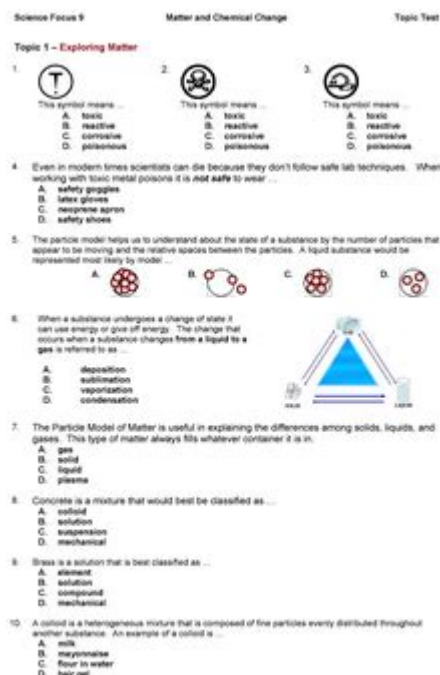 Science Focus 9 Matter and Chemical Change Topic Test
Topic 1 – Exploring Matter
1. 2. 3.
This symbol means ... This symbol means ... This symbol means ...
A. toxic A. toxic A. toxic
B. reactive B. reactive B. reactive
C. corrosive C. corrosive C. corrosive
D. poisonous D. poisonous D. poisonous
4. Even in modern times scientists can die because they don't follow safe lab techniques. When
working with toxic metal poisons it is not safe to wear ...
A. safety goggles
B. latex gloves
C. neoprene apron
D. safety shoes
5. The particle model helps us to understand about the state of a substance by the number of particles that
appear to be moving and the relative spaces between the particles. A liquid substance would be
represented most likely by model ...
A. B. C. D.
6. When a substance undergoes a change of state it
can use energy or give off energy. The change that
occurs when a substance changes from a liquid to a
gas is referred to as ...
A. deposition
B. sublimation
C. vaporization
D. condensation
7. The Particle Model of Matter is useful in explaining the differences among solids, liquids, and
gases. This type of matter always fills whatever container it is in.
A. gas
B. solid
C. liquid
D. plasma
8. Concrete is a mixture that would best be classified as ...
A. colloid
B. solution
C. suspension
D. mechanical
9. Brass is a solution that is best classified as ...
A. element
B. solution
C. compound
D. mechanical
10. A colloid is a heterogeneous mixture that is composed of fine particles evenly distributed throughout
another substance. An example of a colloid is ...
A. milk
B. mayonnaise
C. flour in water
D. hair gel